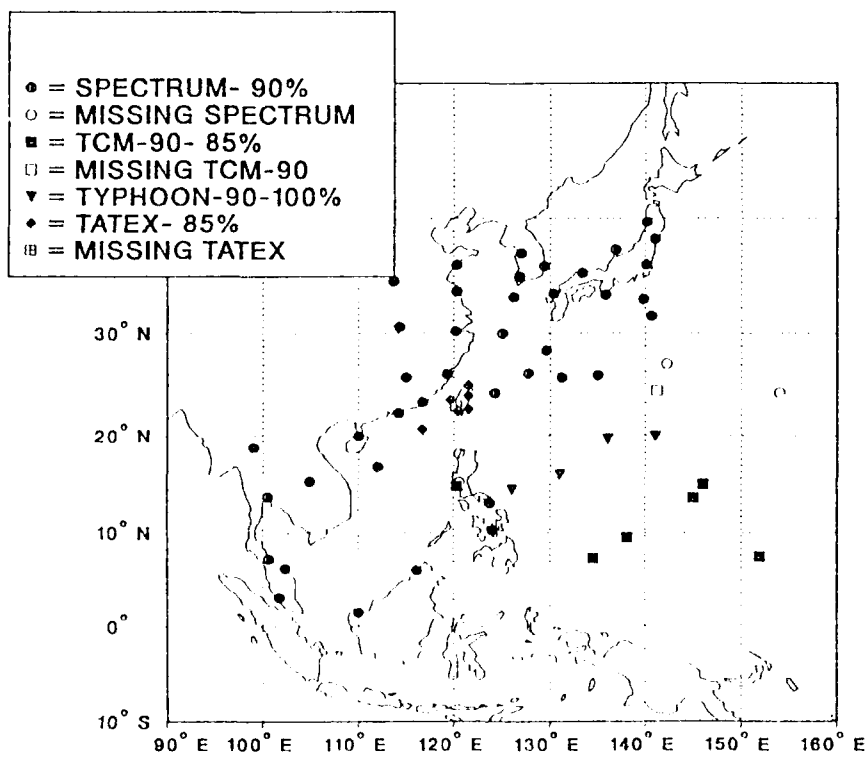 ● = SPECTRUM- 90%
○ = MISSING SPECTRUM
■ = TCM-90- 85%
□ = MISSING TCM-90
▼ = TYPHOON-90-100%
◆ = TATEX- 85%
⊞ = MISSING TATEX
30° N
20° N
10° N
0°
10° S
90° E 100° E 110° E 120° E 130° E 140° E 150° E 160° E